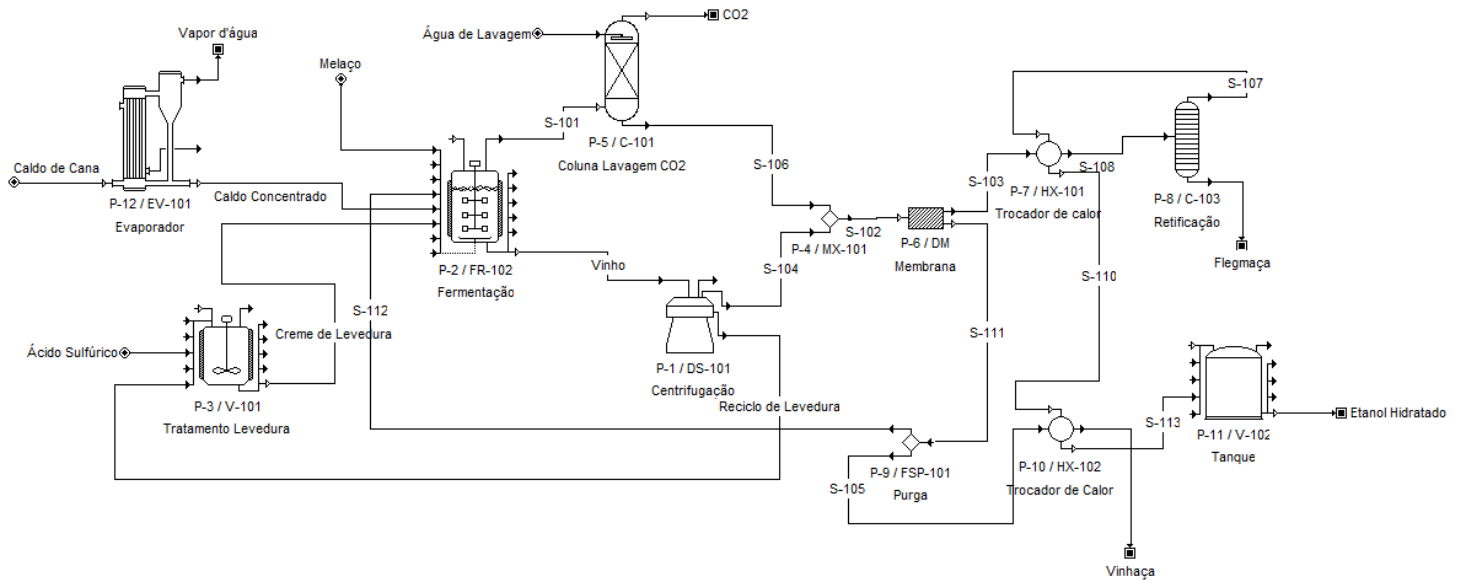 CO2
Vapor d'água
Água de Lavagem
Melaço
S-107
S-101
P-5 / C-101
Coluna Lavagem CO2
S-106
Caldo de Cana
P-12 / EV-101
Evaporador
Caldo Concentrado
S-103
S-108
P-7 / HX-101
Trocador de calor
P-8 / C-103
Retificação
S-102
P-4 / MX-101
P-6 / DM
Membrana
P-2 / FR-102
Fermentação
Vinho
S-104
Flegmaça
S-110
S-112
Creme de Levedura
S-111
Ácido Sulfúrico
P-1 / DS-101
Centrifugação
P-3 / V-101
Tratamento Levedura
Reciclo de Levedura
Etanol Hidratado
S-113
P-11 / V-102
Tanque
P-9 / FSP-101
Purga
P-10 / HX-102
Trocador de Calor
S-105
Vinhaça